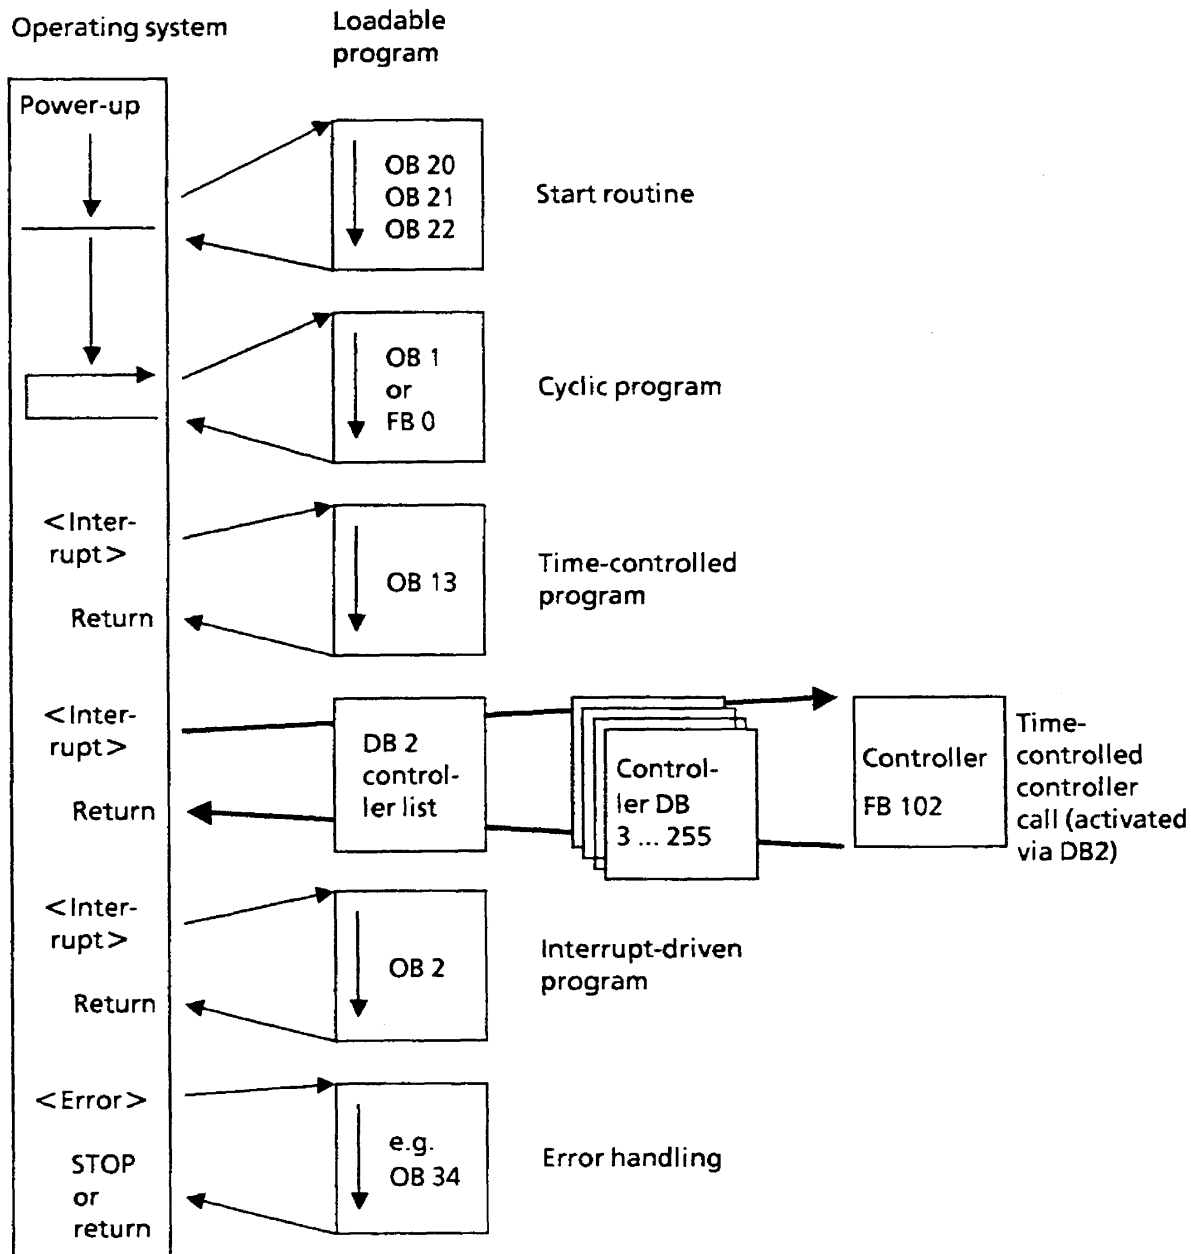 Operating system
Loadable
program
Power-up
OB 20
OB 21
OB 22
Start routine
OB 1
or
FB 0
Cyclic program
<Inter-
rupt>
Return
OB 13
Time-controlled
program
<Inter-
rupt>
Return
DB 2
control-
ler list
Control-
ler DB
3 ... 255
Controller
FB 102
Time-
controlled
controller
call (activated
via DB2)
<Inter-
rupt>
Return
OB 2
Interrupt-driven
program
<Error>
STOP
or
return
e.g.
OB 34
Error handling